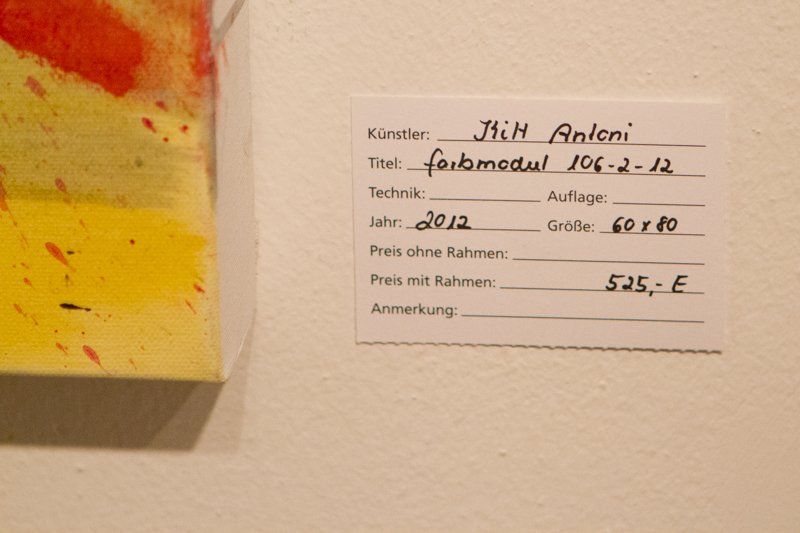 Künstler: Kitt Antoni
Titel: farbmodul 106-2-12
Technik: Auflage:
Jahr: 2012 Größe: 60 x 80
Preis ohne Rahmen:
Preis mit Rahmen: 525,- E
Anmerkung: